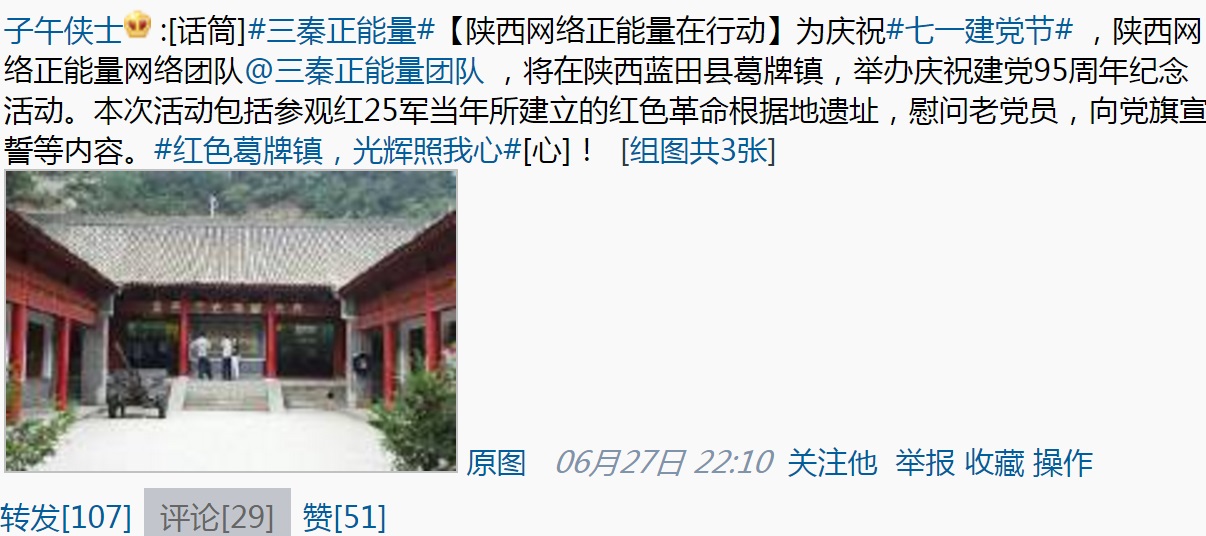 子午侠士:[话筒]#三秦正能量#【陕西网络正能量在行动】为庆祝#七一建党节# ，陕西网
络正能量网络团队@三秦正能量团队 ，将在陕西蓝田县葛牌镇，举办庆祝建党95周年纪念
活动。本次活动包括参观红25军当年所建立的红色革命根据地遗址，慰问老党员，向党旗宣
誓等内容。#红色葛牌镇，光辉照我心#[心]！ [组图共3张]
原图 06月27日 22:10 关注他 举报 收藏 操作
转发[107] 评论[29] 赞[51]